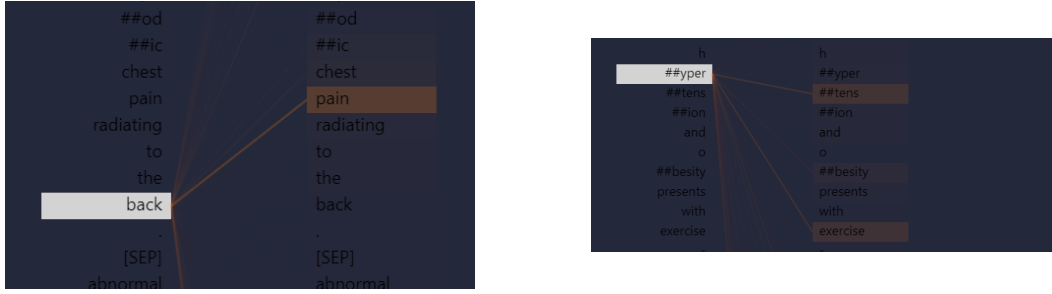 ##od ##od
##ic ##ic
chest chest
pain pain
radiating radiating
to to
the the
back back
. .
[SEP] [SEP]
abnormal abnormal
h h
##yper ##yper
##tens ##tens
##ion ##ion
and and
o o
##besity ##besity
presents presents
with with
exercise exercise